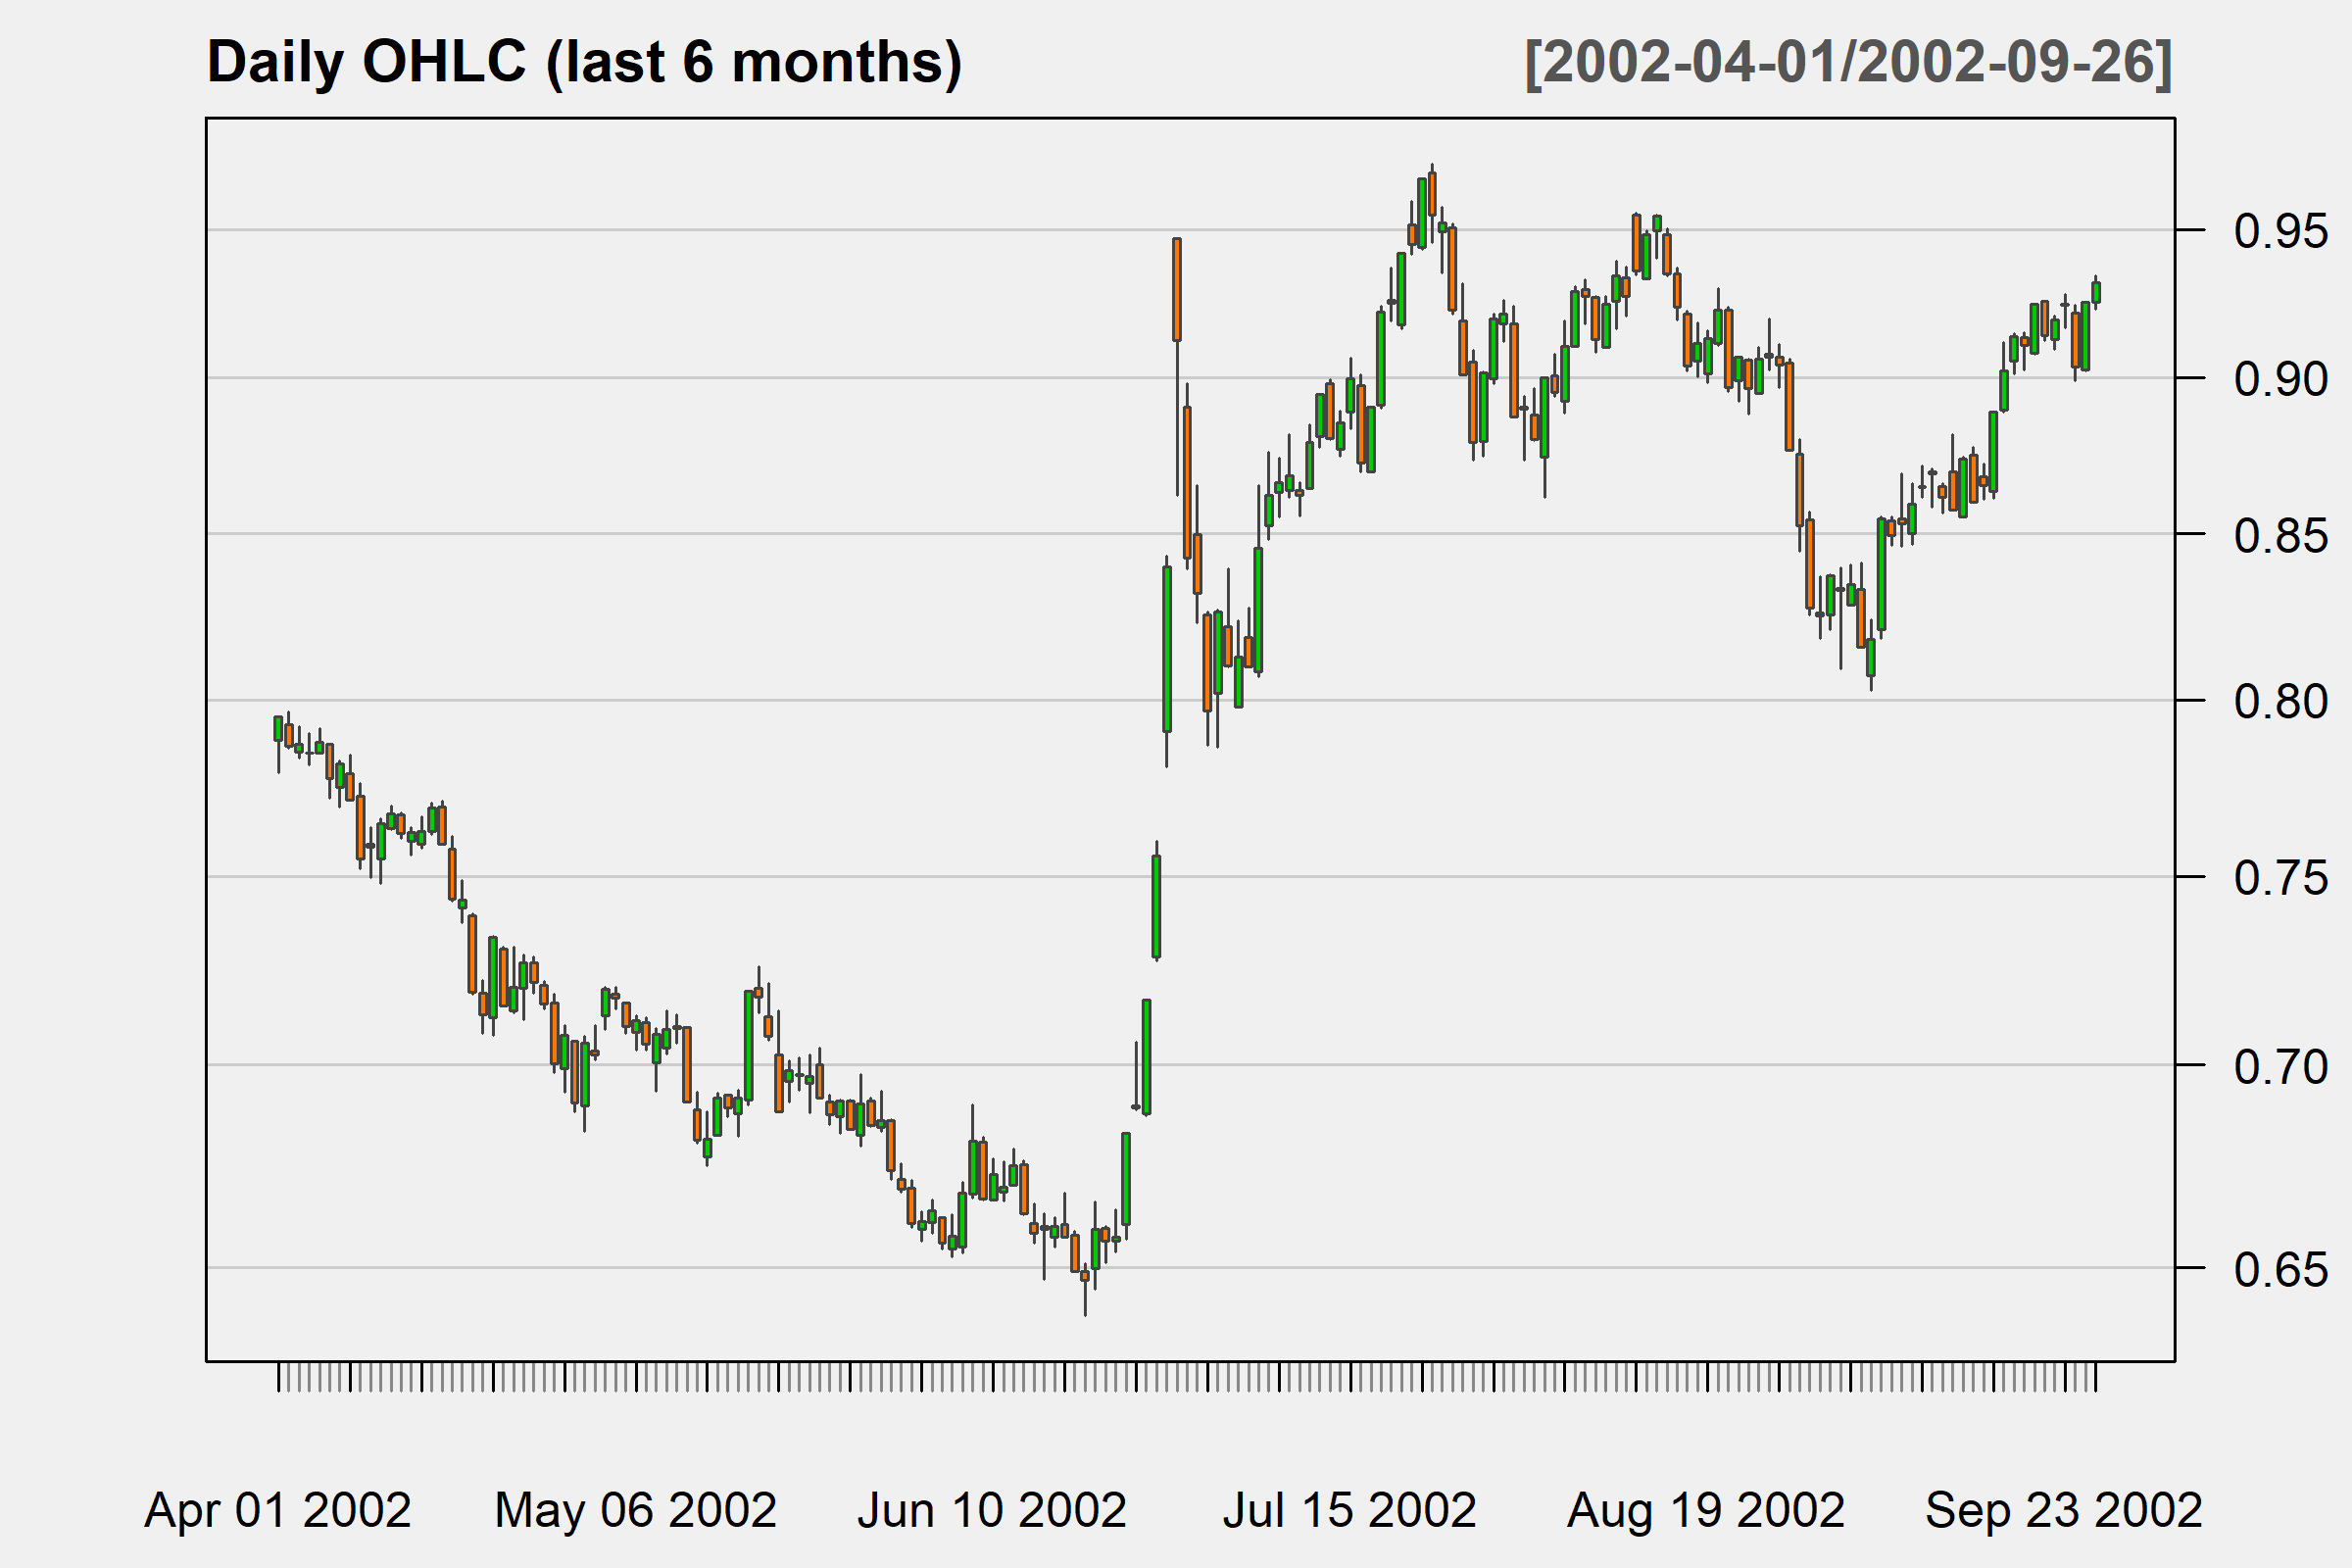 Daily OHLC (last 6 months)
[2002-04-01/2002-09-26]
0.95
0.90
0.85
0.80
0.75
0.70
0.65
Apr 01 2002
May 06 2002
Jun 10 2002
Jul 15 2002
Aug 19 2002
Sep 23 2002